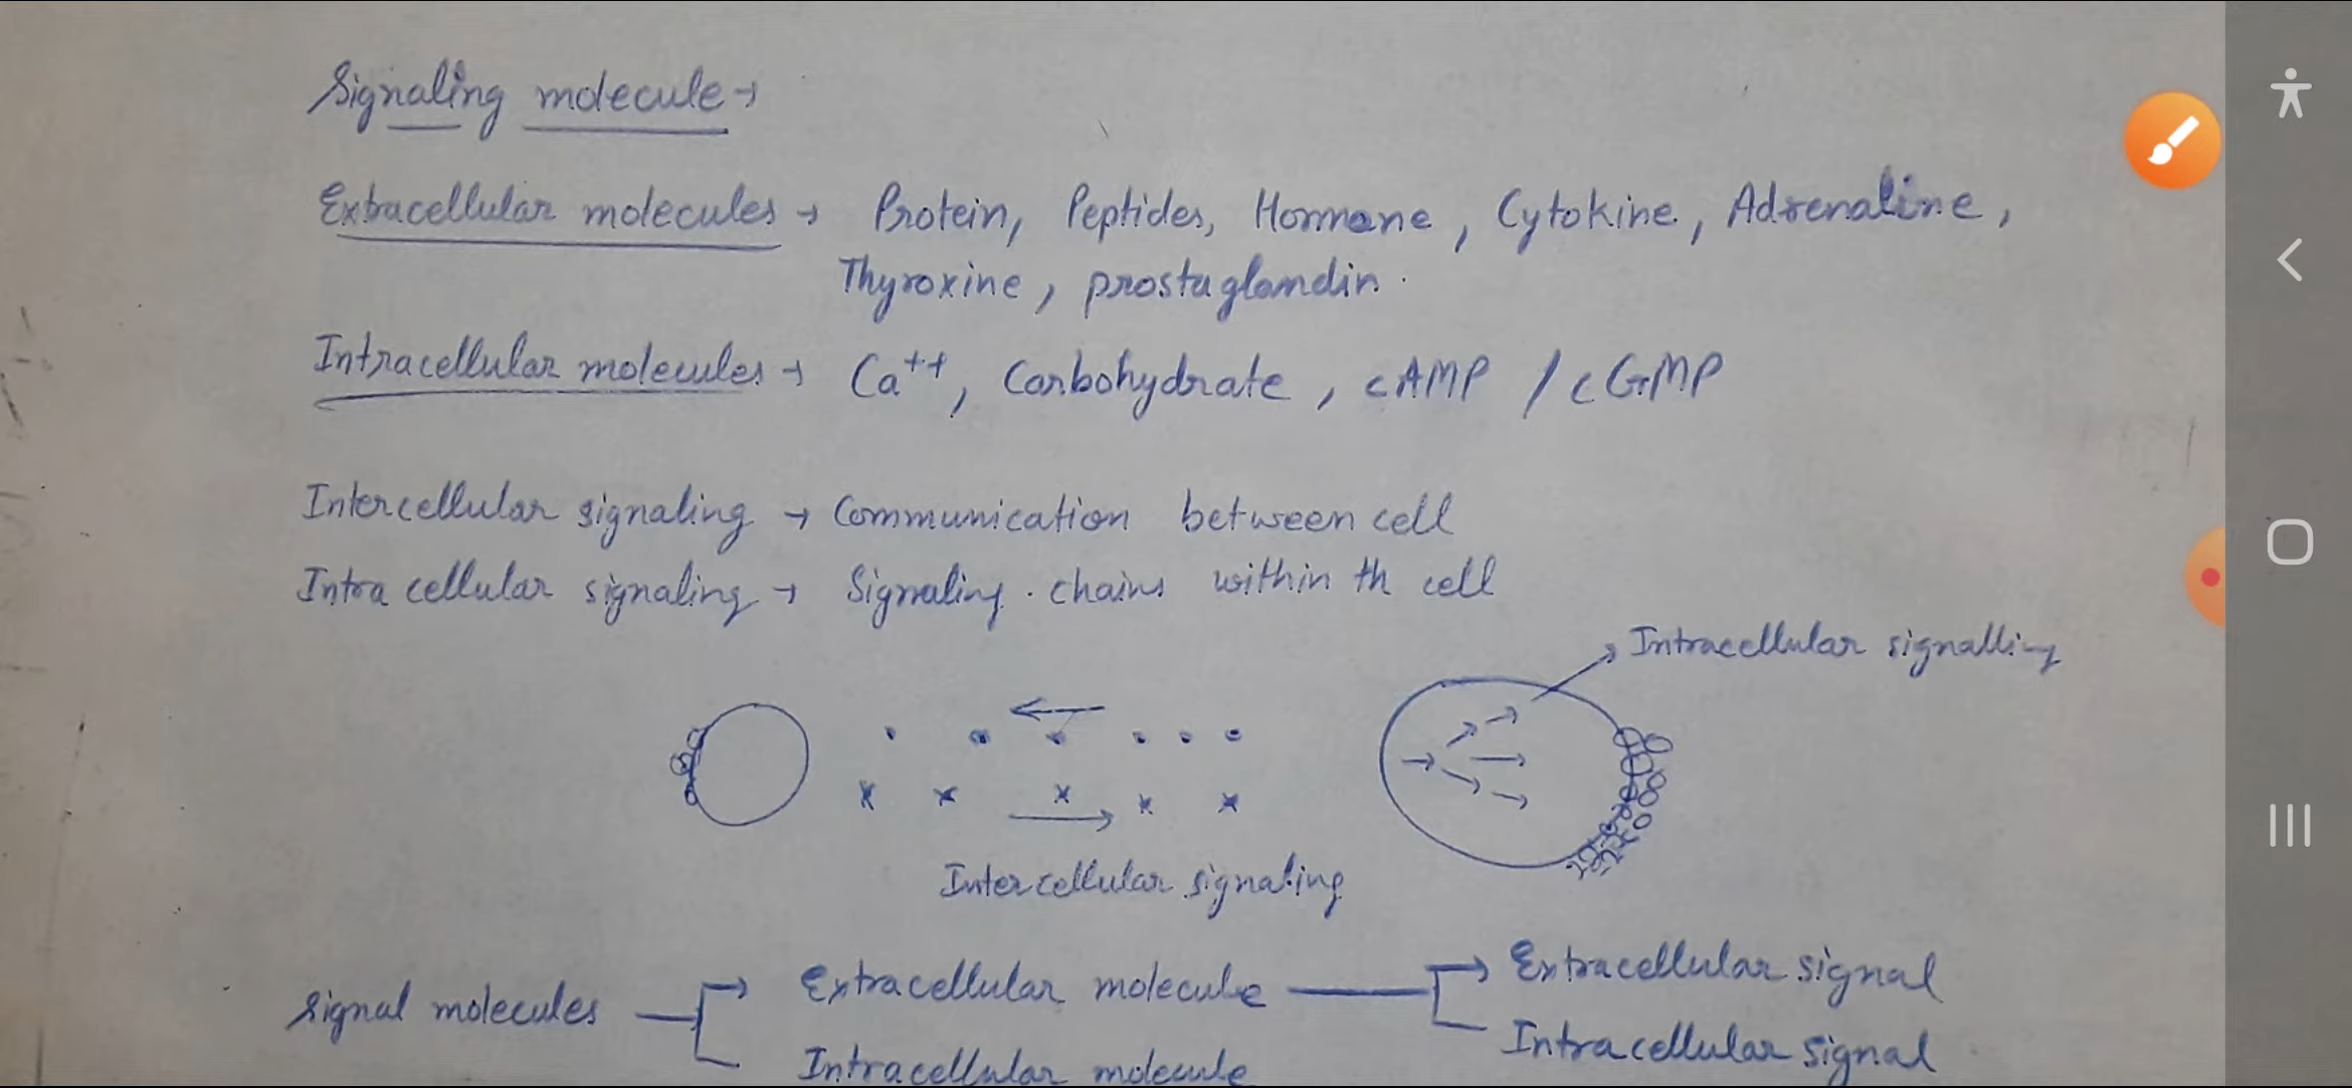 Signaling molecule →
Extracellular molecules → Protein, Peptides, Hormone, Cytokine, Adrenaline,
Thyroxine, prostaglandin.
Intracellular molecules → Ca++, Carbohydrate, cAMP / cGMP
Intercellular signaling → Communication between cell
Intra cellular signaling → Signaling. chains within th cell
→ Intracellular signalling
Inter cellular signaling
Signal molecules → Extracellular molecule → Extracellular signal
Intracellular signal
Intracellular molecule